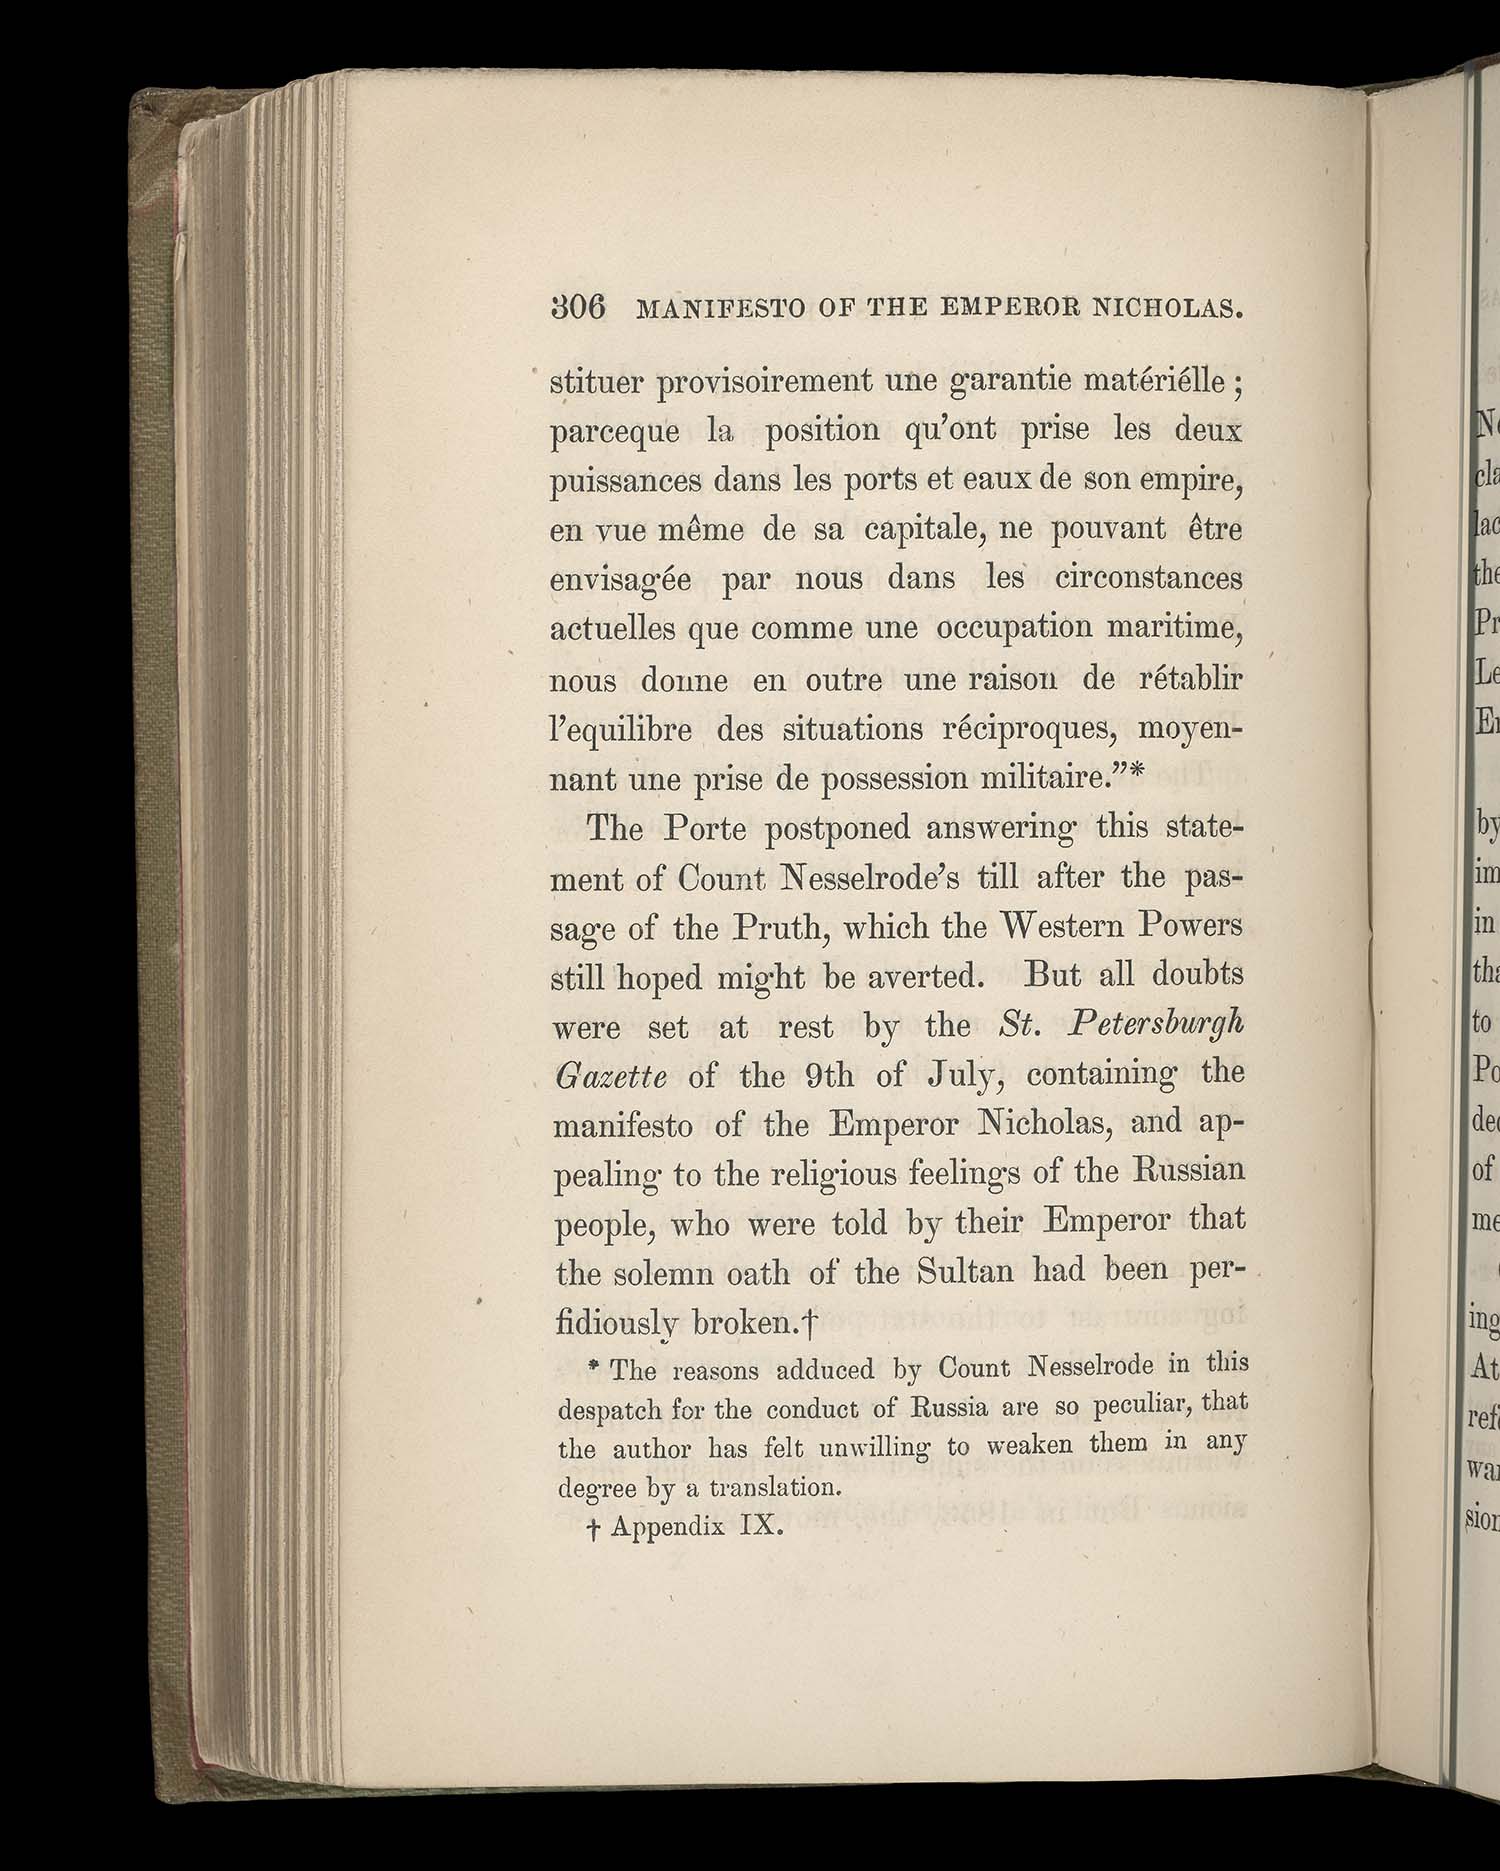 306 MANIFESTO OF THE EMPEROR NICHOLAS.
stituer provisoirement une garantie matériélle ;
parceque la position qu'ont prise les deux
puissances dans les ports et eaux de son empire,
en vue même de sa capitale, ne pouvant être
envisagée par nous dans les circonstances
actuelles que comme une occupation maritime,
nous donne en outre une raison de rétablir
l'equilibre des situations réciproques, moyen-
nant une prise de possession militaire."*
The Porte postponed answering this state-
ment of Count Nesselrode's till after the pas-
sage of the Pruth, which the Western Powers
still hoped might be averted. But all doubts
were set at rest by the St. Petersburgh
Gazette of the 9th of July, containing the
manifesto of the Emperor Nicholas, and ap-
pealing to the religious feelings of the Russian
people, who were told by their Emperor that
the solemn oath of the Sultan had been per-
fidiously broken.†
* The reasons adduced by Count Nesselrode in this
despatch for the conduct of Russia are so peculiar, that
the author has felt unwilling to weaken them in any
degree by a translation.
† Appendix IX.
by
in
to
of